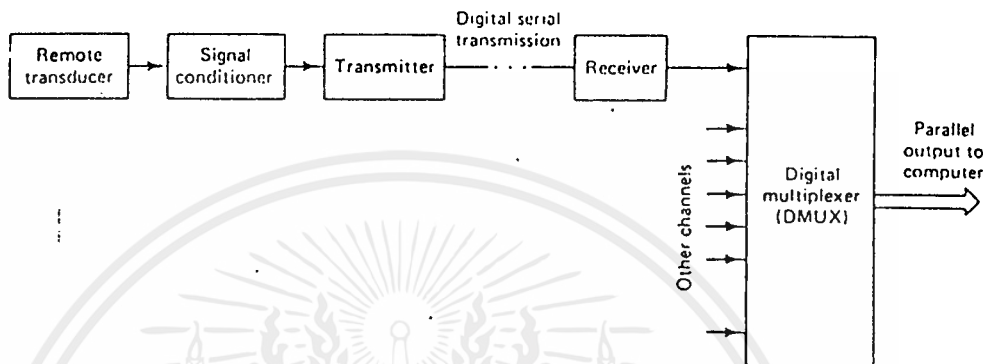 Digital serial
transmission
Remote
transducer
Signal
conditioner
Transmitter
Receiver
Other channels
Digital
multiplexer
(DMUX)
Parallel
output to
computer